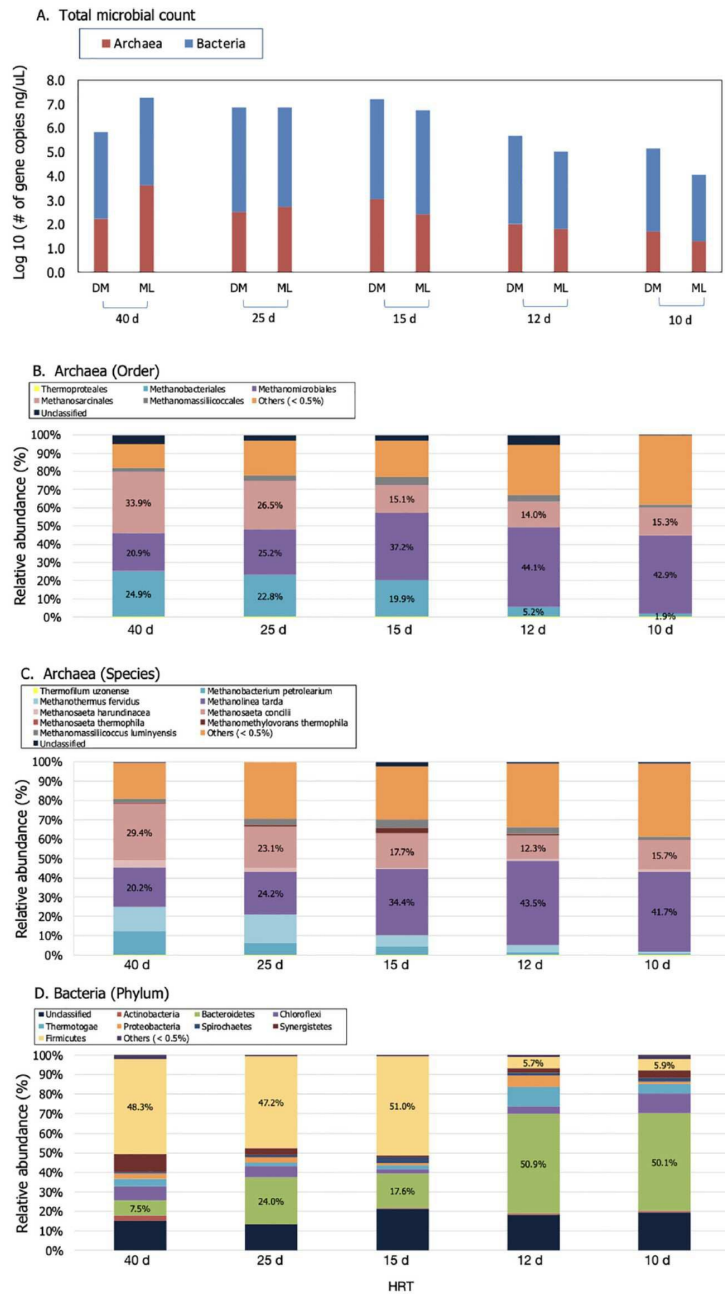 A. Total microbial count
Archaea Bacteria
Log 10 (# of gene copies ng/uL)
8.0
7.0
6.0
5.0
4.0
3.0
2.0
1.0
0.0
DM ML DM ML DM ML DM ML DM ML
40 d 25 d 15 d 12 d 10 d
B. Archaea (Order)
Thermoproteales Methanobacteriales Methanomicrobiales
Methanosarcinales Methanomassilicoccales Others (< 0.5%)
Unclassified
Relative abundance (%)
100%
90%
80%
70%
60%
50%
40%
30%
20%
10%
0%
33.9% 26.5% 15.1% 14.0% 15.3%
20.9% 25.2% 37.2% 44.1% 42.9%
24.9% 22.8% 19.9% 5.2% 1.9%
40 d 25 d 15 d 12 d 10 d
C. Archaea (Species)
Thermofilum uzonense Methanobacterium petrolearium
Methanothermus fervidus Methanolinea tarda
Methanosaeta harundinacea Methanosaeta concilii
Methanosaeta thermophila Methanomethylovorans thermophila
Methanomassilicoccus luminyensis Others (< 0.5%)
Unclassified
Relative abundance (%)
100%
90%
80%
70%
60%
50%
40%
30%
20%
10%
0%
29.4% 23.1% 17.7% 12.3% 15.7%
20.2% 24.2% 34.4% 43.5% 41.7%
40 d 25 d 15 d 12 d 10 d
D. Bacteria (Phylum)
Unclassified Actinobacteria Bacteroidetes Chloroflexi
Thermotogae Proteobacteria Spirochaetes Synergistetes
Firmicutes Others (< 0.5%)
Relative abundance (%)
100%
90%
80%
70%
60%
50%
40%
30%
20%
10%
0%
48.3% 47.2% 51.0% 5.7% 5.9%
7.5% 24.0% 17.6% 50.9% 50.1%
40 d 25 d 15 d 12 d 10 d
HRT